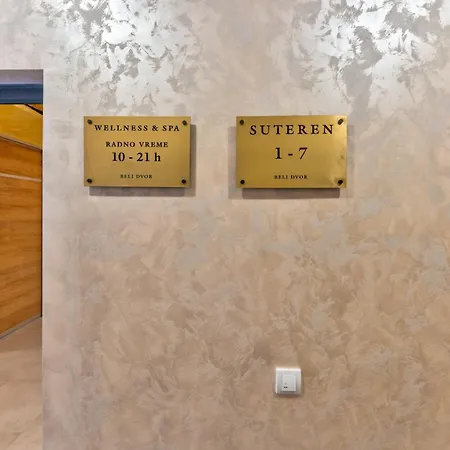 WELLNESS & SPA
RADNO VREME
10 - 21 h
BELI DVOR
SUTEREN
1 - 7
BELI DVOR